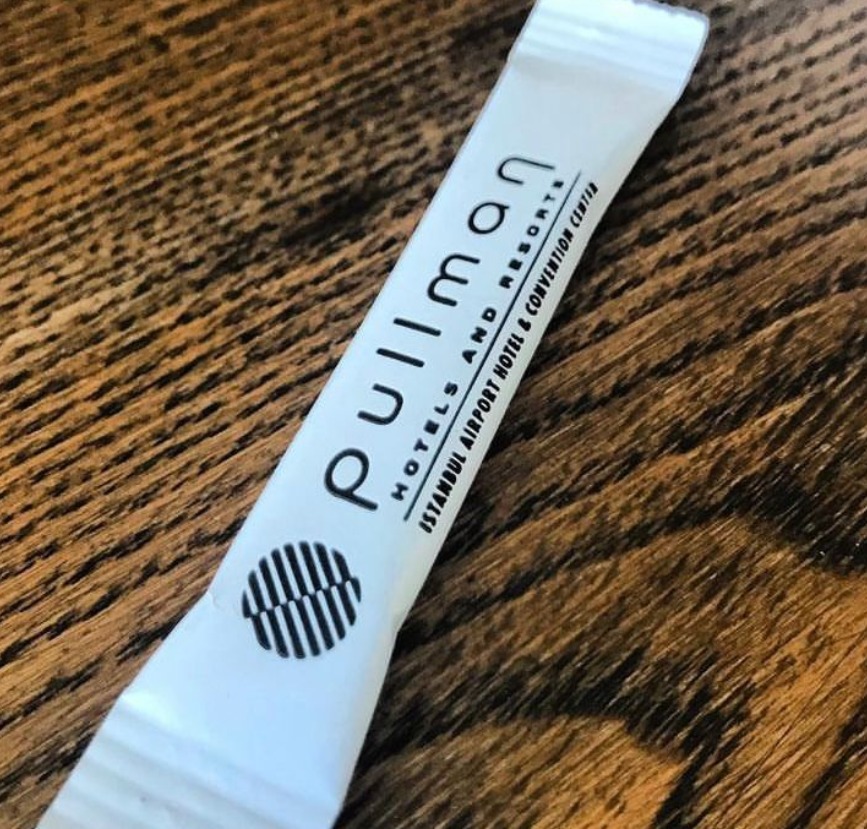 pullman
HOTELS AND RESORTS
ISTANBUL AIRPORT HOTEL & CONVENTION CENTER